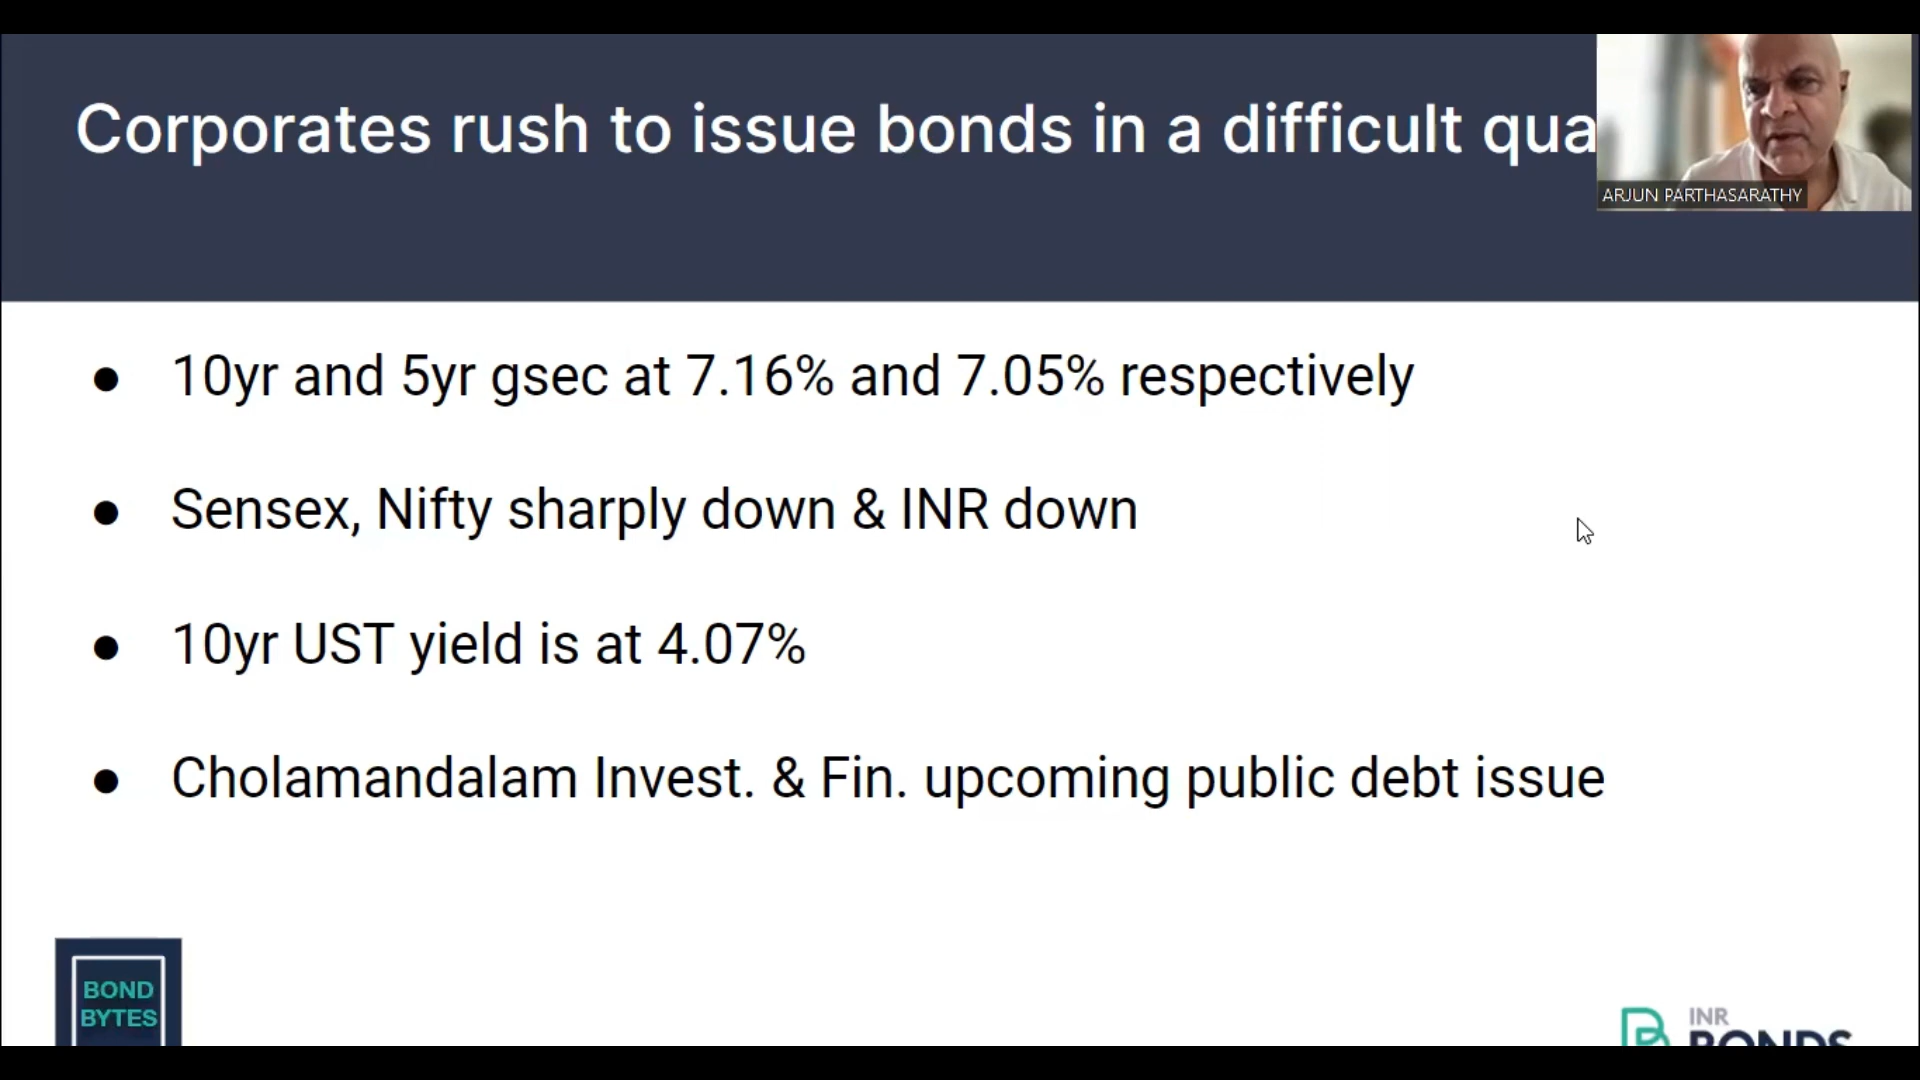 Corporates rush to issue bonds in a difficult qua
ARJUN PARTHASARATHY
● 10yr and 5yr gsec at 7.16% and 7.05% respectively
● Sensex, Nifty sharply down & INR down
● 10yr UST yield is at 4.07%
● Cholamandalam Invest. & Fin. upcoming public debt issue
BOND
BYTES
INR
BONDS